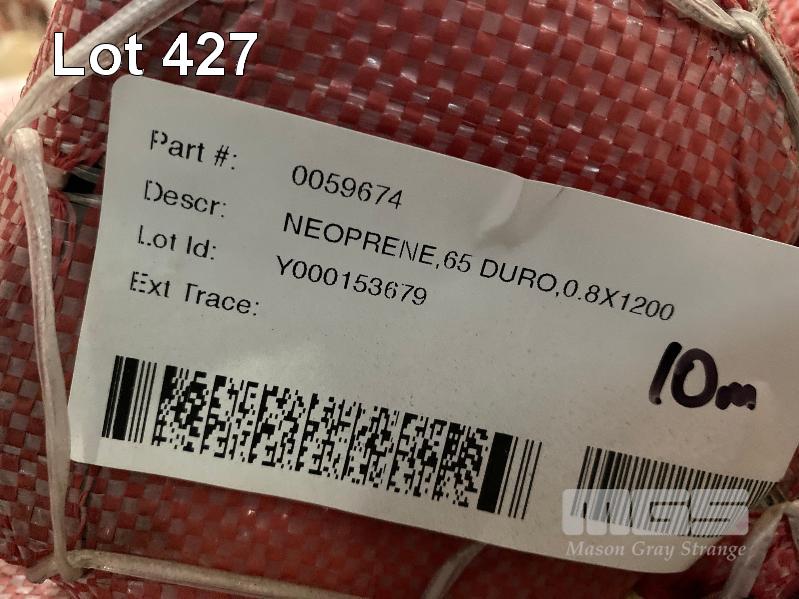 Lot 427
Part #: 0059674
Descr: NEOPRENE,65 DURO,0.8X1200
Lot Id: Y000153679
Ext Trace:
10m
MGS
Mason Gray Strange